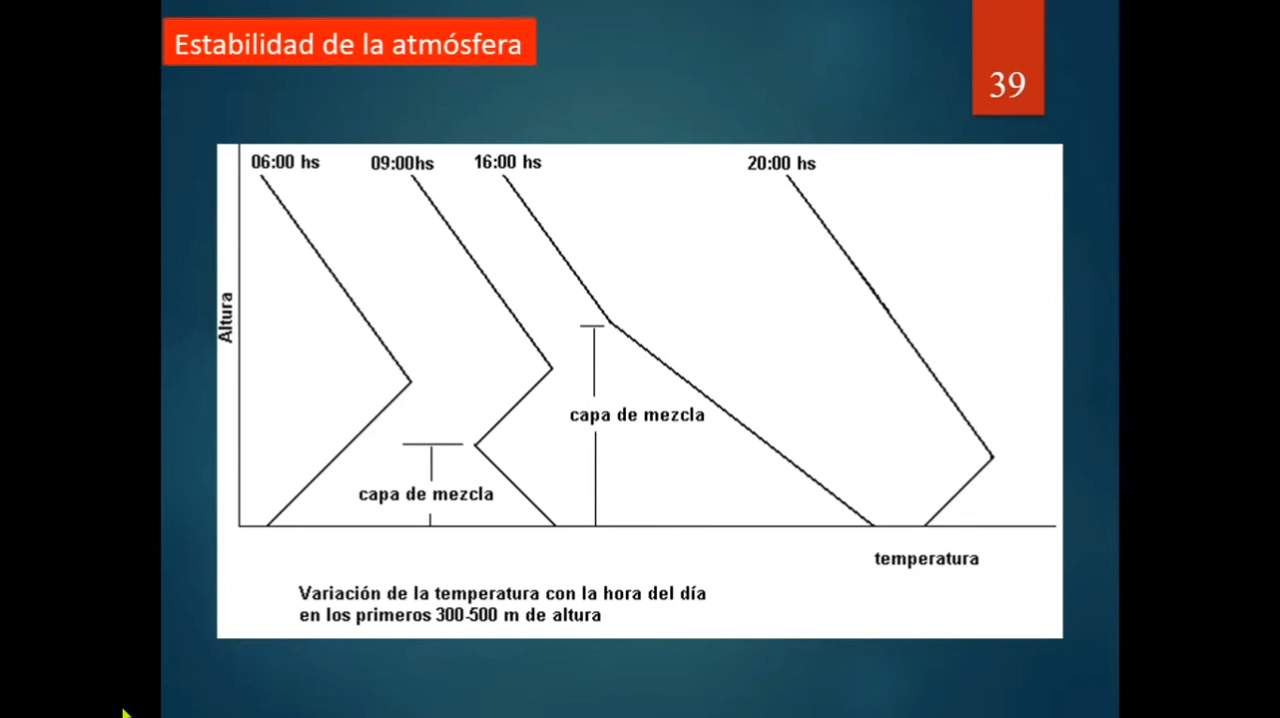 Estabilidad de la atmósfera
39
06:00 hs
09:00hs
16:00 hs
20:00 hs
Altura
capa de mezcla
capa de mezcla
temperatura
Variación de la temperatura con la hora del día
en los primeros 300-500 m de altura